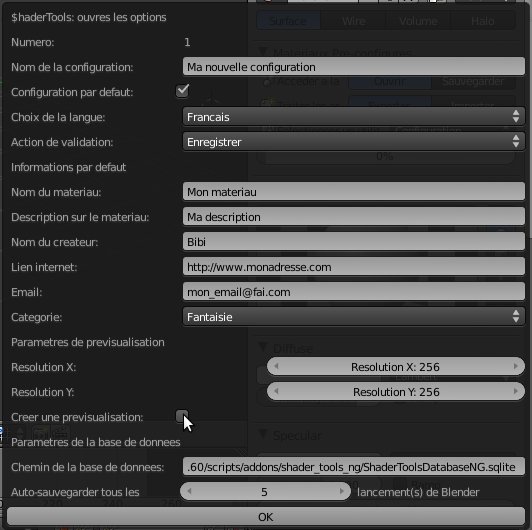 $haderTools: ouvres les options
Surface Wire Volume Halo
Numero: 1
Materiaux Pre-configures
Nom de la configuration: Ma nouvelle configuration
Configuration par defaut:
Ouvrir Sauvegarder
Choix de la langue: Francais
Action de validation: Enregistrer
Informations par defaut
0%
Nom du materiau: Mon materiau
Description sur le materiau: Ma description
Nom du createur: Bibi
Lien internet: http://www.monadresse.com
Email: mon_email@fai.com
Categorie: Fantaisie
Parametres de previsualisation
Diffuse
Resolution X: Resolution X: 256
Resolution Y: Resolution Y: 256
Creer une previsualisation:
Parametres de la base de donnees
Specular
Chemin de la base de donnees: .60/scripts/addons/shader_tools_ng/ShaderToolsDatabaseNG.sqlite
Auto-sauvegarder tous les 5 lancement(s) de Blender
OK